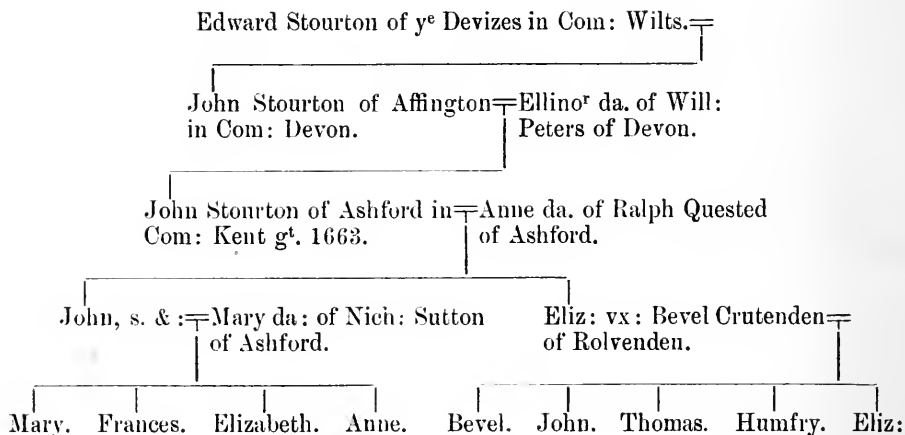 Edward Stourton of yᵉ Devizes in Com: Wilts.
John Stourton of Affington
in Com: Devon.
Ellinoʳ da. of Will:
Peters of Devon.
John Stourton of Ashford in
Com: Kent gᵗ. 1663.
Anne da. of Ralph Quested
of Ashford.
John, s. & :
Mary da: of Nich: Sutton
of Ashford.
Eliz: vx: Bevel Crutenden
of Rolvenden.
Mary. Frances. Elizabeth. Anne. Bevel. John. Thomas. Humfry. Eliz: